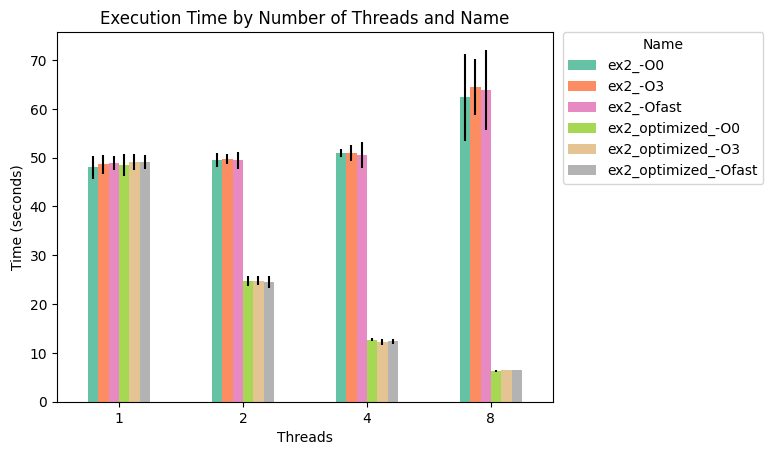 Execution Time by Number of Threads and Name
Time (seconds)
70
60
50
40
30
20
10
0
1
2
4
8
Threads
Name
ex2_-O0
ex2_-O3
ex2_-Ofast
ex2_optimized_-O0
ex2_optimized_-O3
ex2_optimized_-Ofast